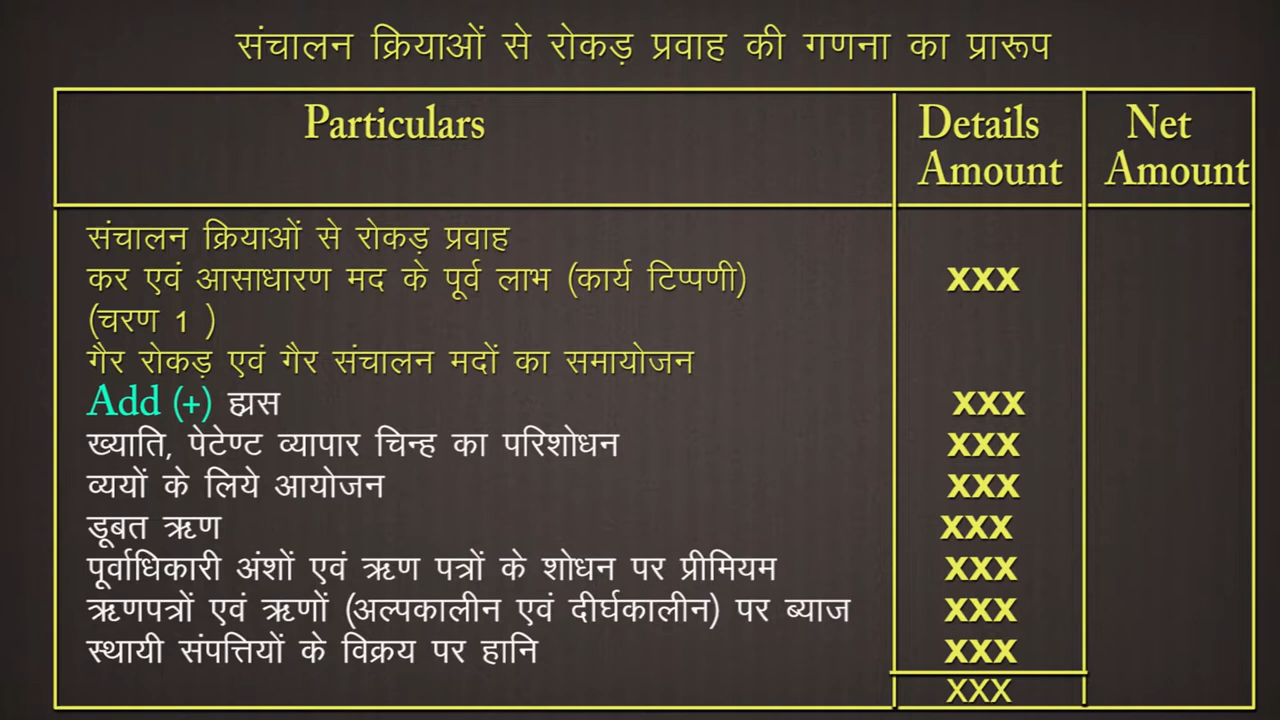 संचालन क्रियाओं से रोकड़ प्रवाह की गणना का प्रारूप
Particulars Details Amount Net Amount
संचालन क्रियाओं से रोकड़ प्रवाह
कर एवं आसाधारण मद के पूर्व लाभ (कार्य टिप्पणी) xxx
(चरण 1 )
गैर रोकड़ एवं गैर संचालन मदों का समायोजन
Add (+) ह्रास xxx
ख्याति, पेटेण्ट व्यापार चिन्ह का परिशोधन xxx
व्ययों के लिये आयोजन xxx
डूबत ऋण xxx
पूर्वाधिकारी अंशों एवं ऋण पत्रों के शोधन पर प्रीमियम xxx
ऋणपत्रों एवं ऋणों (अल्पकालीन एवं दीर्घकालीन) पर ब्याज xxx
स्थायी संपत्तियों के विक्रय पर हानि xxx
xxx